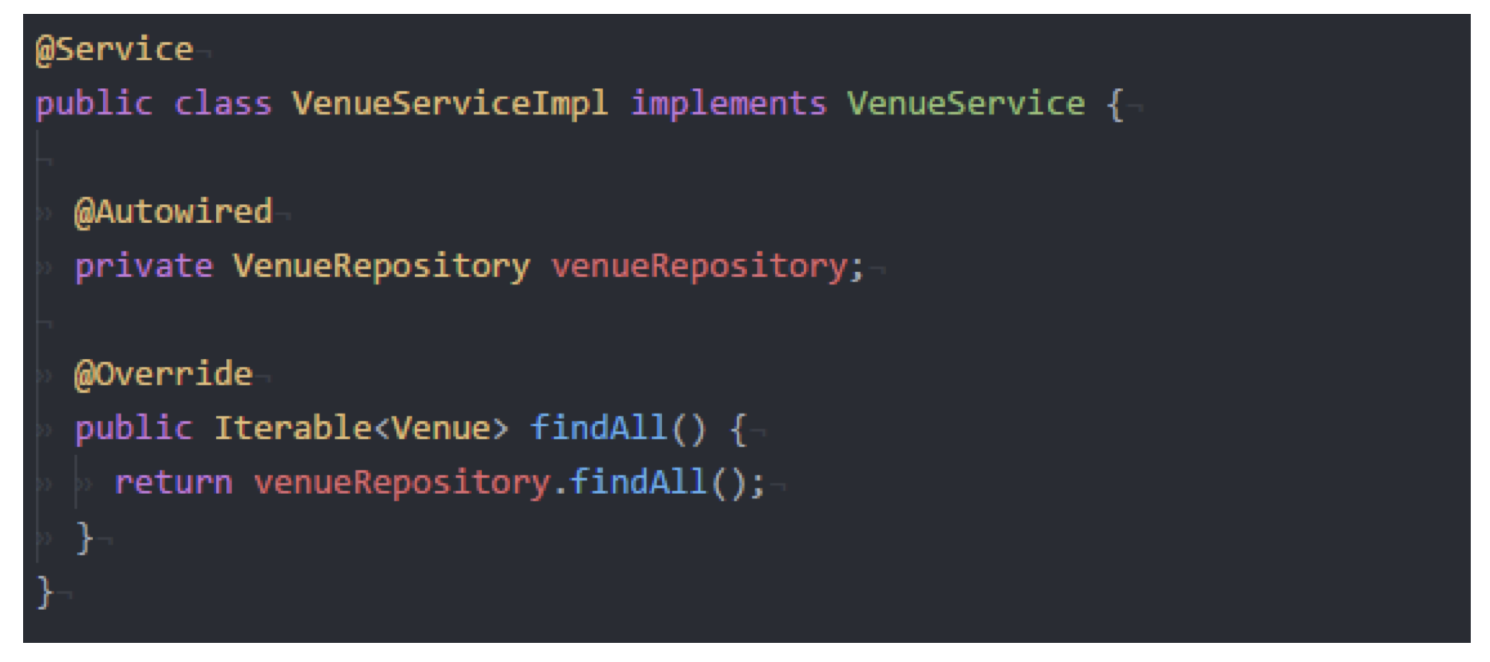 @Service
public class VenueServiceImpl implements VenueService {
@Autowired
private VenueRepository venueRepository;
@Override
public Iterable<Venue> findAll() {
return venueRepository.findAll();
}
}